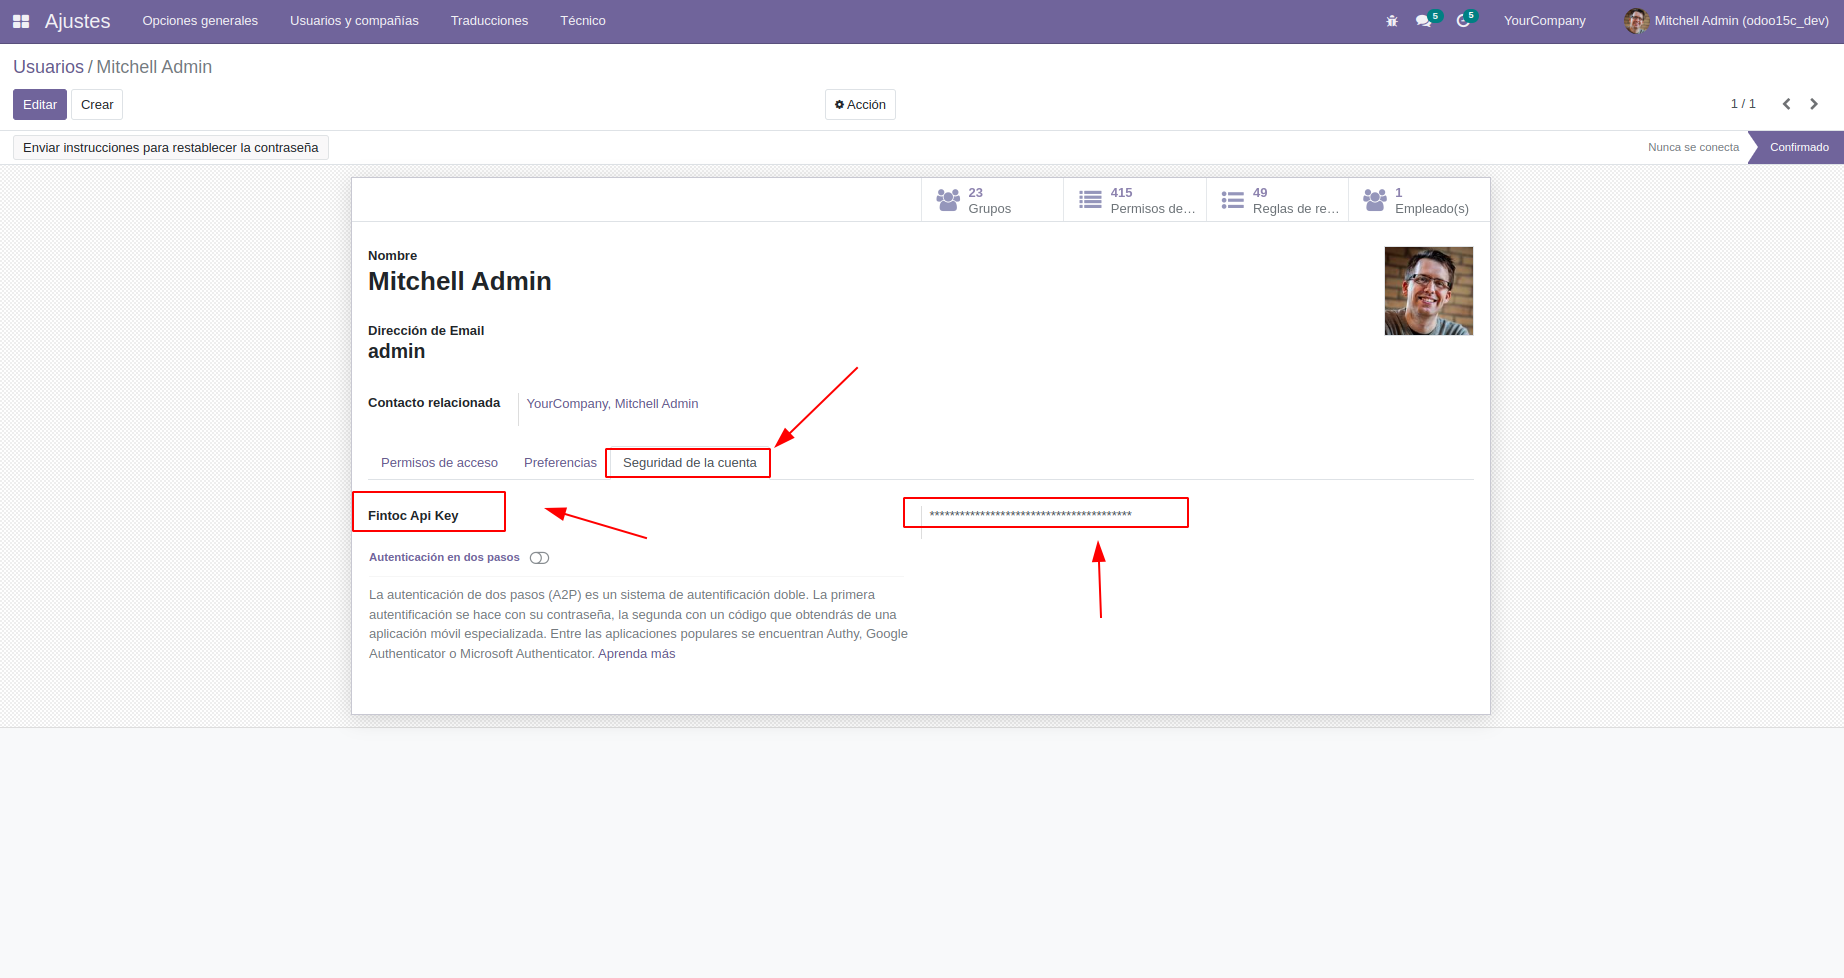 Ajustes Opciones generales Usuarios y compañías Traducciones Técnico 5 5 YourCompany Mitchell Admin (odoo15c_dev)
Usuarios / Mitchell Admin
Editar Crear Acción 1 / 1
Enviar instrucciones para restablecer la contraseña Nunca se conecta Confirmado
23 Grupos 415 Permisos de… 49 Reglas de re… 1 Empleado(s)
Nombre
Mitchell Admin
Dirección de Email
admin
Contacto relacionada YourCompany, Mitchell Admin
Permisos de acceso Preferencias Seguridad de la cuenta
Fintoc Api Key ****************************************
Autenticación en dos pasos
La autenticación de dos pasos (A2P) es un sistema de autentificación doble. La primera
autentificación se hace con su contraseña, la segunda con un código que obtendrás de una
aplicación móvil especializada. Entre las aplicaciones populares se encuentran Authy, Google
Authenticator o Microsoft Authenticator. Aprenda más